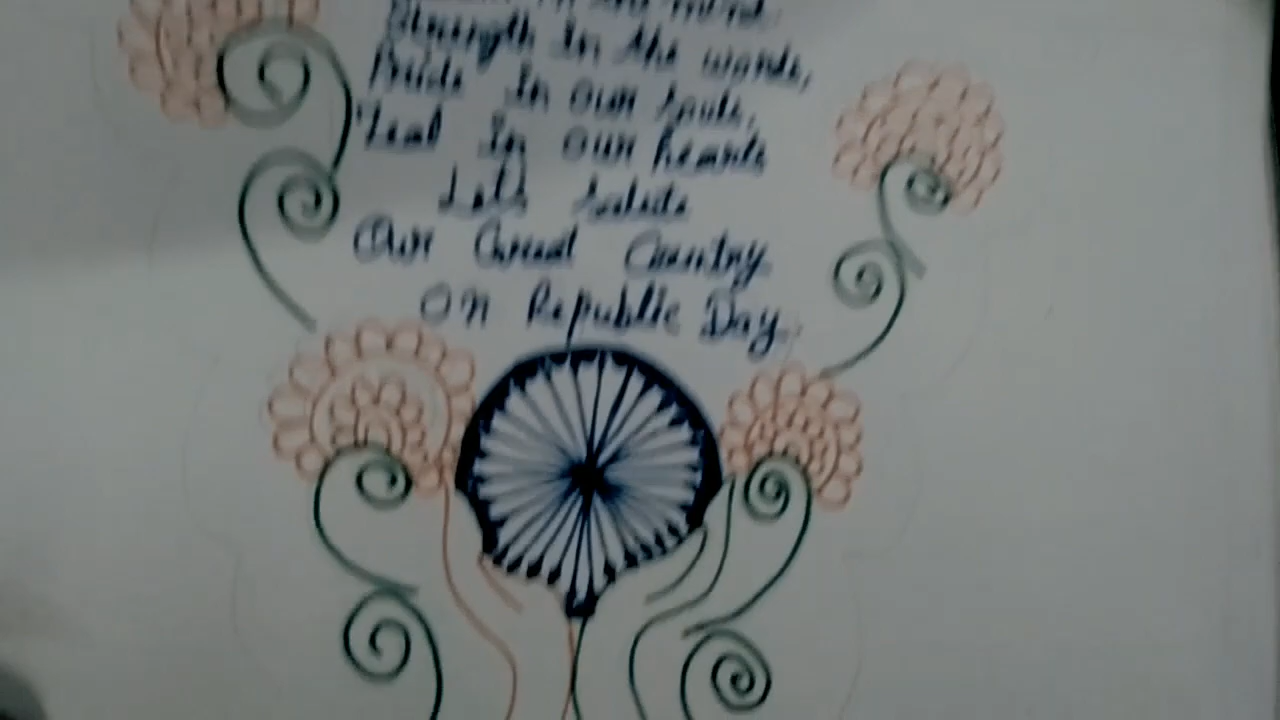 Strength In the words,
Pride In our souls,
Zeal In our hearts
Let's Salute
Our Great Country
On Republic Day